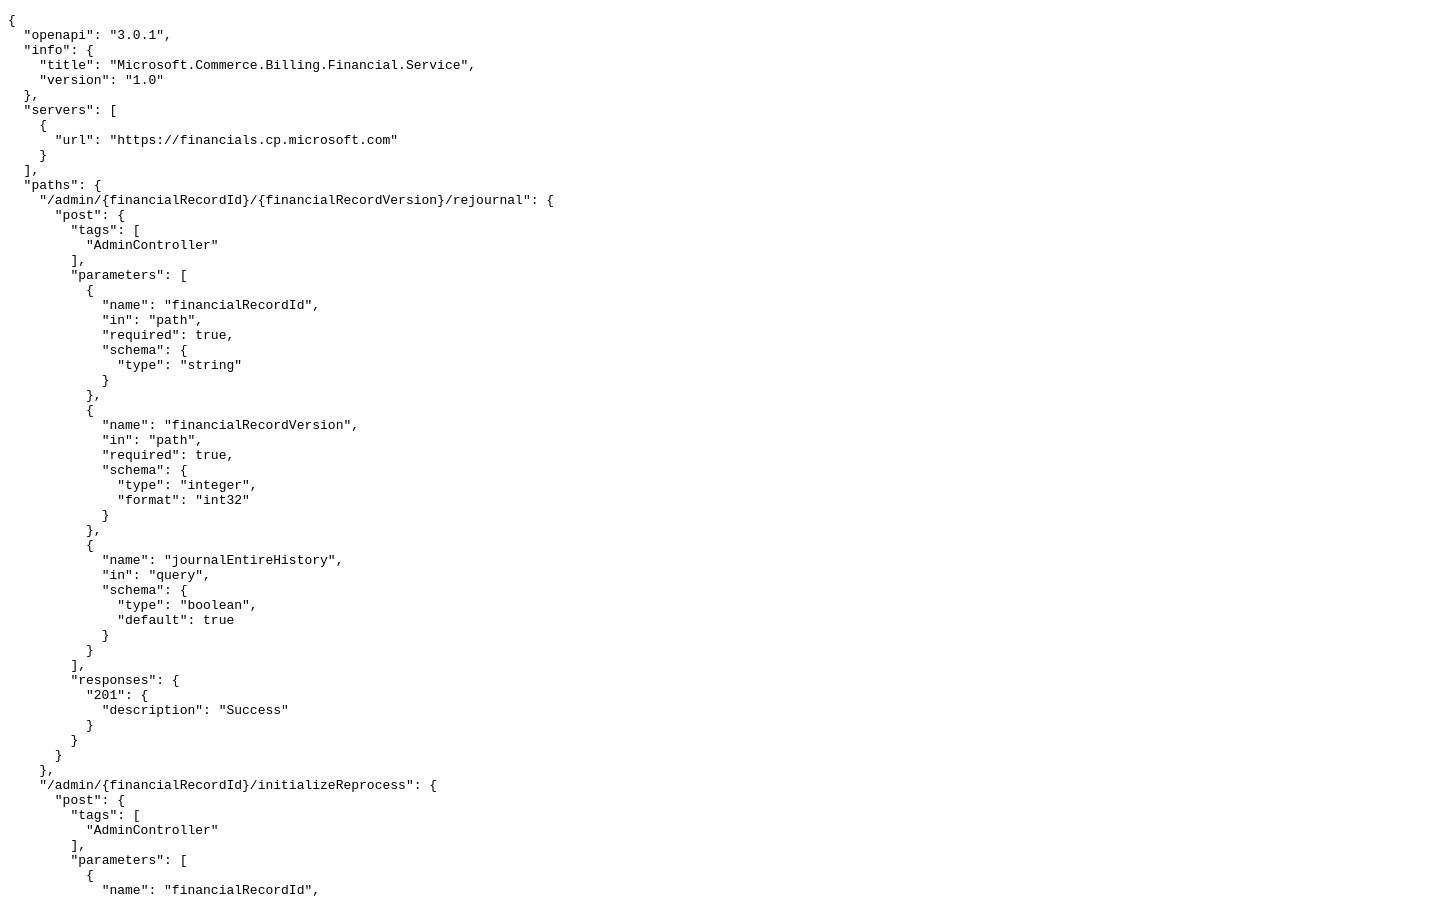 {
  "openapi": "3.0.1",
  "info": {
    "title": "Microsoft.Commerce.Billing.Financial.Service",
    "version": "1.0"
  },
  "servers": [
    {
      "url": "https://financials.cp.microsoft.com"
    }
  ],
  "paths": {
    "/admin/{financialRecordId}/{financialRecordVersion}/rejournal": {
      "post": {
        "tags": [
          "AdminController"
        ],
        "parameters": [
          {
            "name": "financialRecordId",
            "in": "path",
            "required": true,
            "schema": {
              "type": "string"
            }
          },
          {
            "name": "financialRecordVersion",
            "in": "path",
            "required": true,
            "schema": {
              "type": "integer",
              "format": "int32"
            }
          },
          {
            "name": "journalEntireHistory",
            "in": "query",
            "schema": {
              "type": "boolean",
              "default": true
            }
          }
        ],
        "responses": {
          "201": {
            "description": "Success"
          }
        }
      }
    },
    "/admin/{financialRecordId}/initializeReprocess": {
      "post": {
        "tags": [
          "AdminController"
        ],
        "parameters": [
          {
            "name": "financialRecordId",